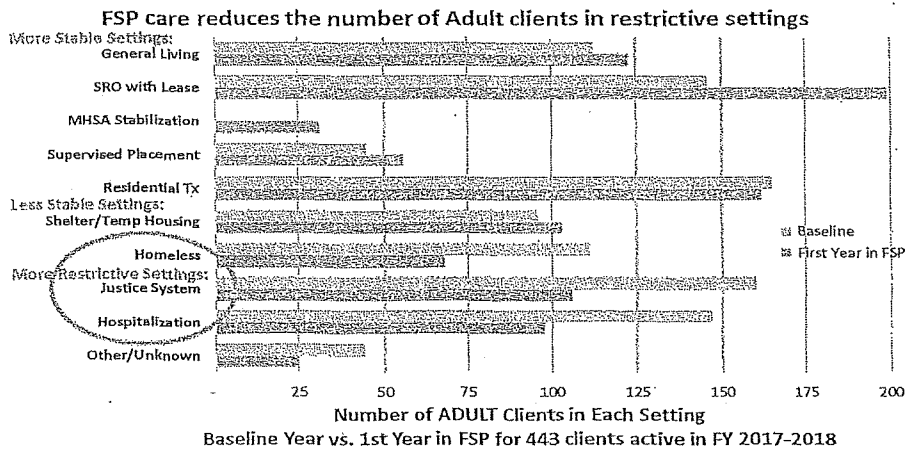 FSP care reduces the number of Adult clients in restrictive settings
More Stable Settings:
General Living
SRO with Lease
MHSA Stabilization
Supervised Placement
Residential Tx
Less Stable Settings:
Shelter/Temp Housing
Homeless
More Restrictive Settings:
Justice System
Hospitalization
Other/Unknown
Baseline
First Year in FSP
- 25 50 75 100 125 150 175 200
Number of ADULT Clients in Each Setting
Baseline Year vs. 1st Year in FSP for 443 clients active in FY 2017-2018